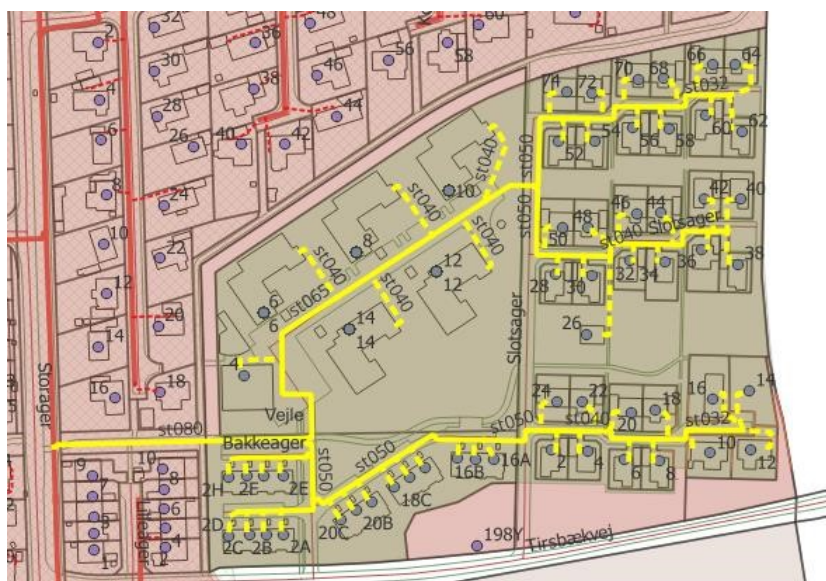 2
32
36
48
60
K
30
46
56
58
4
38
70
66
64
74
72
68
28
44
st032
6
26
40
42
54
56
58
60
62
52
st050
8
24
10
st040
st040
46
44
42
40
48
50
10
22
8
st040
st040
st040 Slotsager
12
12
28
30
32
34
36
38
12
20
6
6
st065
st040
st050
14
14
26
14
Storager
18
4
Slotsager
16
Vejle
24
22
20
18
16
14
st080
Bakkeager
st050
st050
st050
st040
st032
9
10
8
7
6
3
4
1
2
Lilleager
2H
2E
2E
2D
2C
2B
2A
20C
20B
18C
16B
16A
2
4
6
8
10
12
198Y
Tirsbækvej